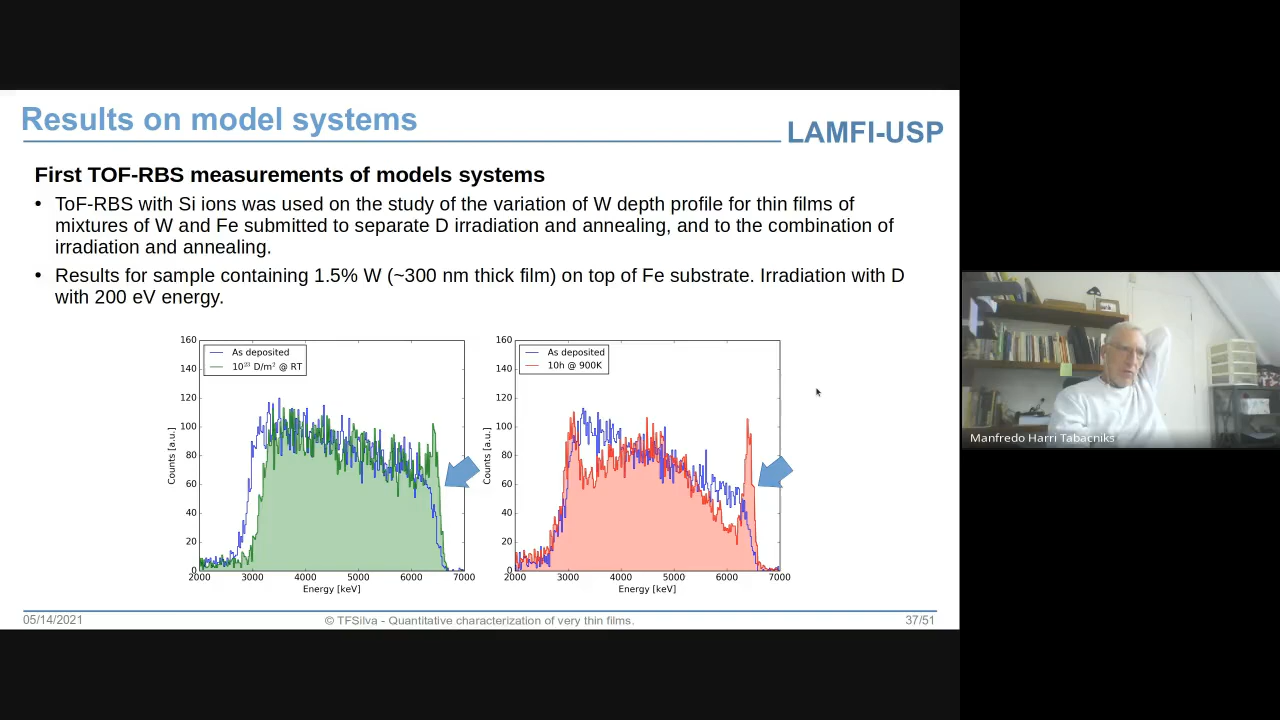 Results on model systems
LAMFI-USP
First TOF-RBS measurements of models systems
• ToF-RBS with Si ions was used on the study of the variation of W depth profile for thin films of
mixtures of W and Fe submitted to separate D irradiation and annealing, and to the combination of
irradiation and annealing.
• Results for sample containing 1.5% W (~300 nm thick film) on top of Fe substrate. Irradiation with D
with 200 eV energy.
160
140
120
100
80
60
40
20
0
Counts [a.u.]
As deposited
10²³ D/m² @ RT
2000 3000 4000 5000 6000 7000
Energy [keV]
160
140
120
100
80
60
40
20
0
Counts [a.u.]
As deposited
10h @ 900K
2000 3000 4000 5000 6000 7000
Energy [keV]
05/14/2021
© TFSilva - Quantitative characterization of very thin films.
37/51
Manfredo Harri Tabacniks